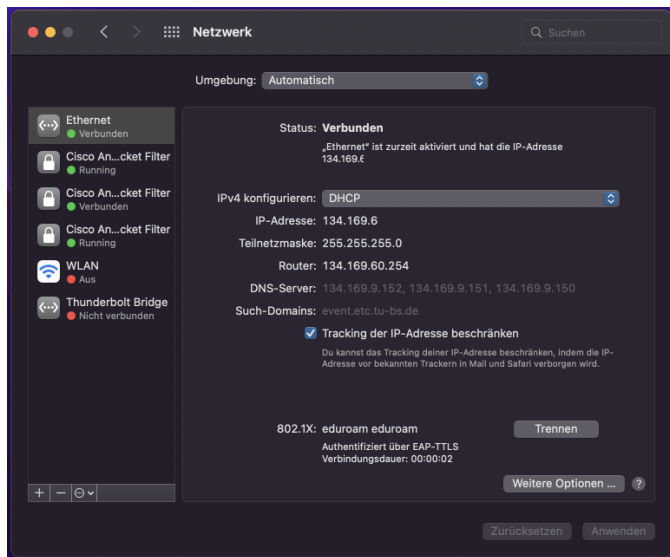 Netzwerk
Suchen
Umgebung: Automatisch
Ethernet
Verbunden
Cisco An...cket Filter
Running
Cisco An...cket Filter
Verbunden
Cisco An...cket Filter
Running
WLAN
Aus
Thunderbolt Bridge
Nicht verbunden
Status: Verbunden
„Ethernet“ ist zurzeit aktiviert und hat die IP-Adresse
134.169.6
IPv4 konfigurieren: DHCP
IP-Adresse: 134.169.6
Teilnetzmaske: 255.255.255.0
Router: 134.169.60.254
DNS-Server: 134.169.9.152, 134.169.9.151, 134.169.9.150
Such-Domains: event.etc.tu-bs.de
Tracking der IP-Adresse beschränken
Du kannst das Tracking deiner IP-Adresse beschränken, indem die IP-
Adresse vor bekannten Trackern in Mail und Safari verborgen wird.
802.1X: eduroam eduroam
Trennen
Authentifiziert über EAP-TTLS
Verbindungsdauer: 00:00:02
Weitere Optionen ...
?
Zurücksetzen
Anwenden